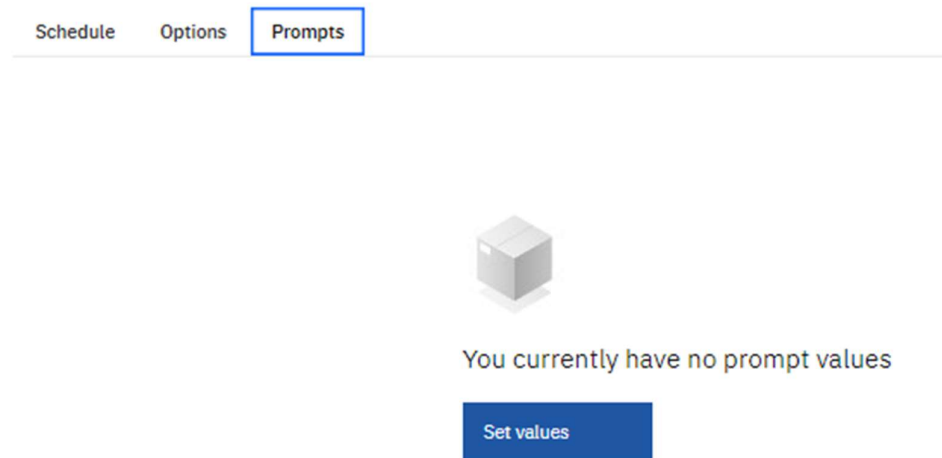 Schedule Options Prompts
You currently have no prompt values
Set values